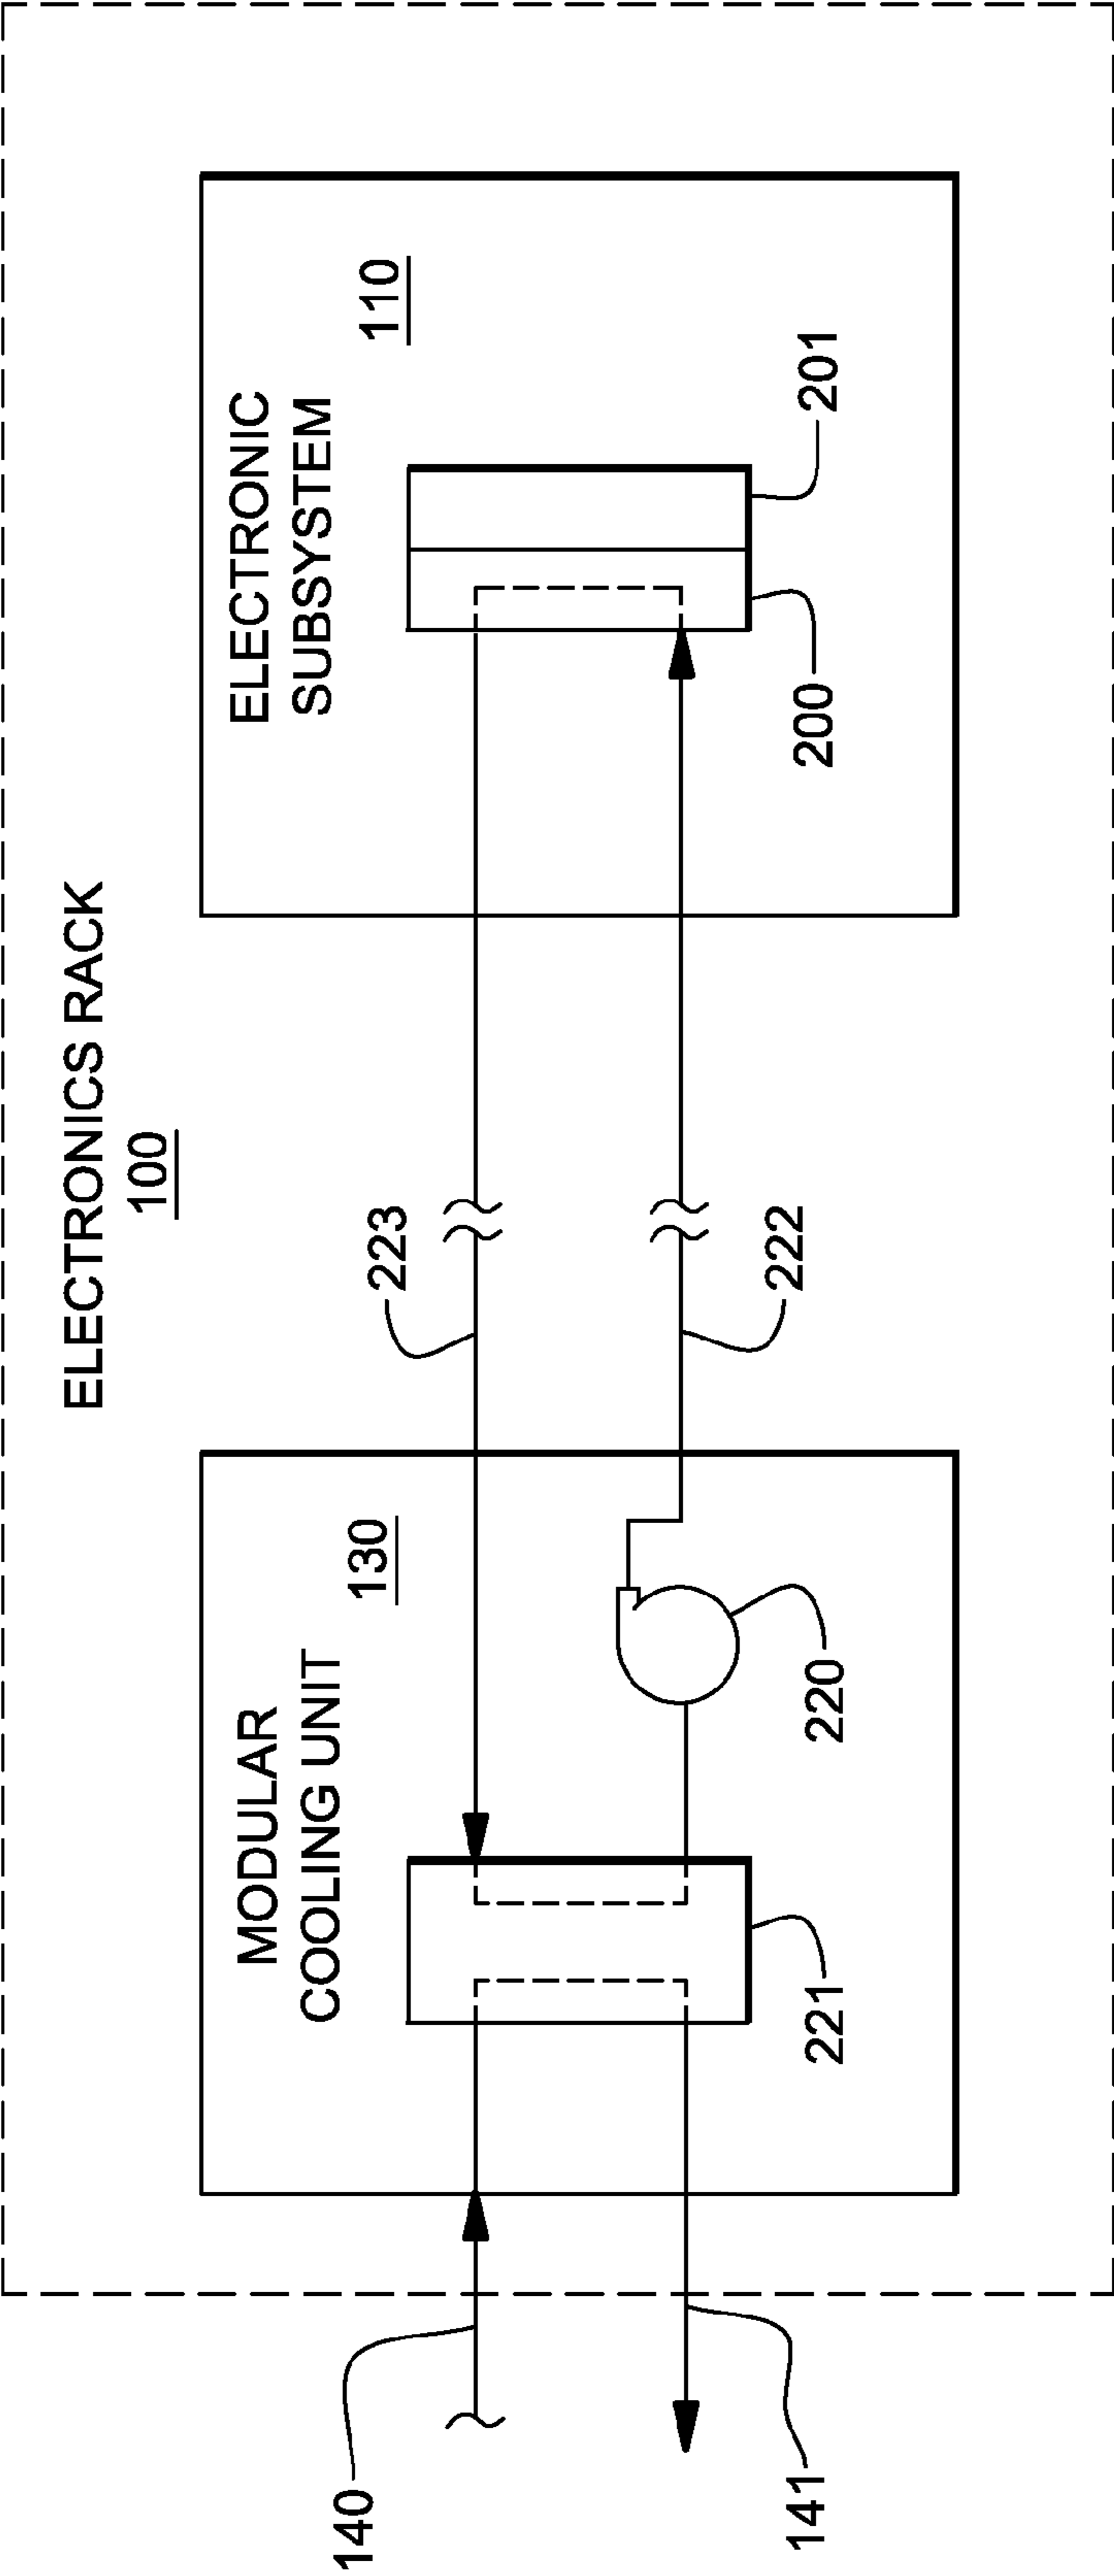 ELECTRONICS RACK
100
MODULAR
COOLING UNIT
130
ELECTRONIC
SUBSYSTEM
110
140
223
141
221
220
222
200
201